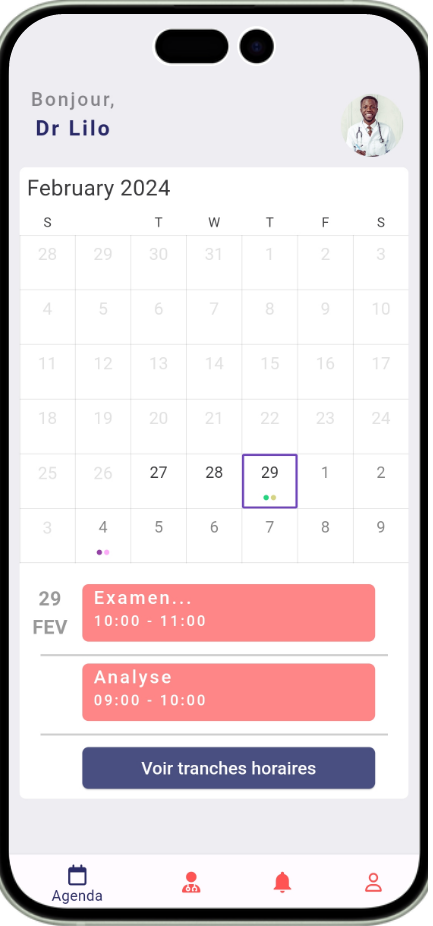 Bonjour,
Dr Lilo
February 2024
S T W T F S
28 29 30 31 1 2 3
4 5 6 7 8 9 10
11 12 13 14 15 16 17
18 19 20 21 22 23 24
25 26 27 28 29 1 2
3 4 5 6 7 8 9
29
FEV
Examen...
10:00 - 11:00
Analyse
09:00 - 10:00
Voir tranches horaires
Agenda